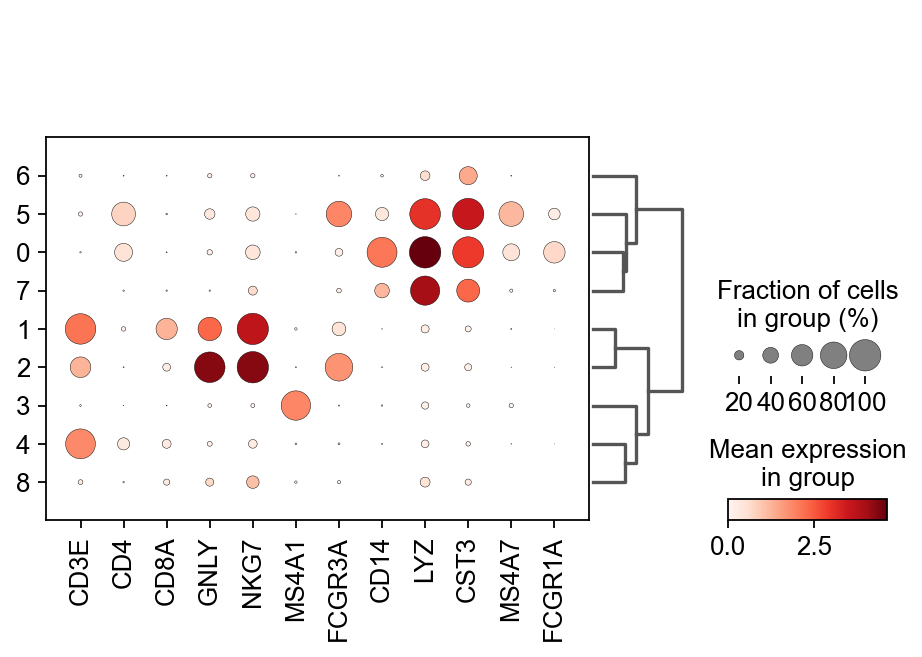 6
5
0
7
1
2
3
4
8
CD3E
CD4
CD8A
GNLY
NKG7
MS4A1
FCGR3A
CD14
LYZ
CST3
MS4A7
FCGR1A
Fraction of cells
in group (%)
20 40 60 80 100
Mean expression
in group
0.0 2.5